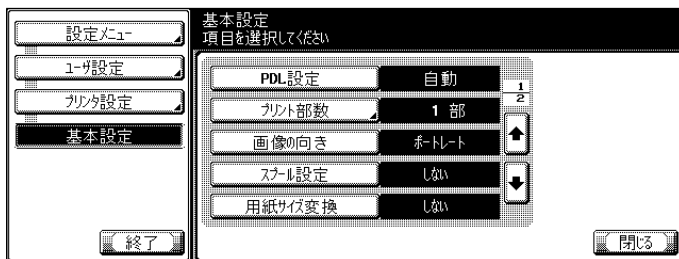 設定メニュー
ユーザ設定
プリンタ設定
基本設定
終了
基本設定
項目を選択してください
PDL設定 自動
プリント部数 1 部
画像の向き ポートレート
スプール設定 しない
用紙サイズ変換 しない
1
2
閉じる